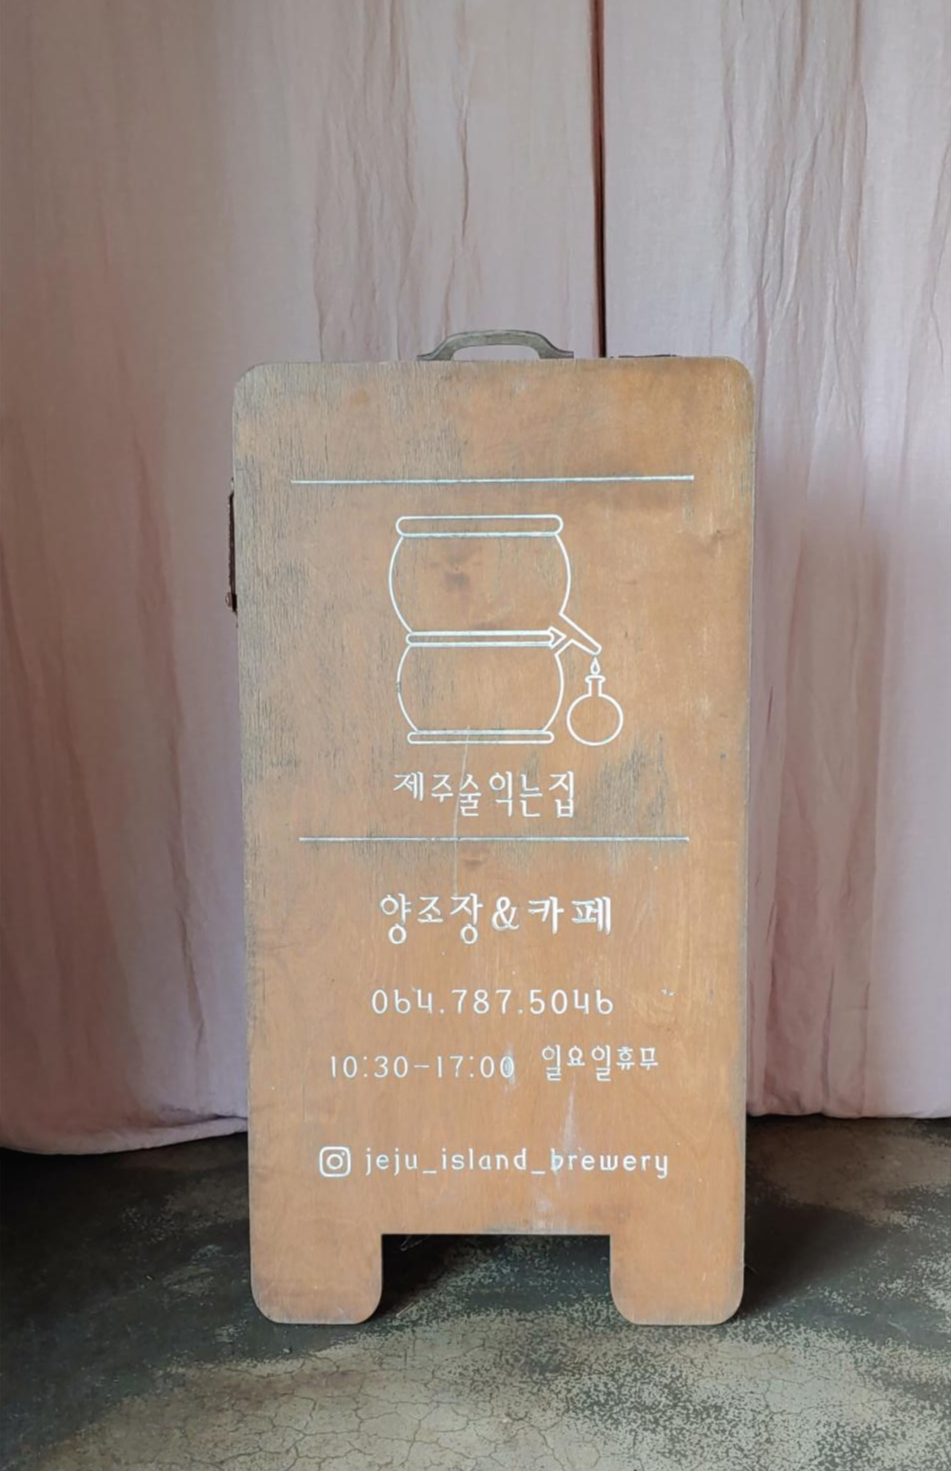 제주술익는집
양조장&카페
064.787.5046
10:30-17:00 일요일휴무
jeju_island_brewery